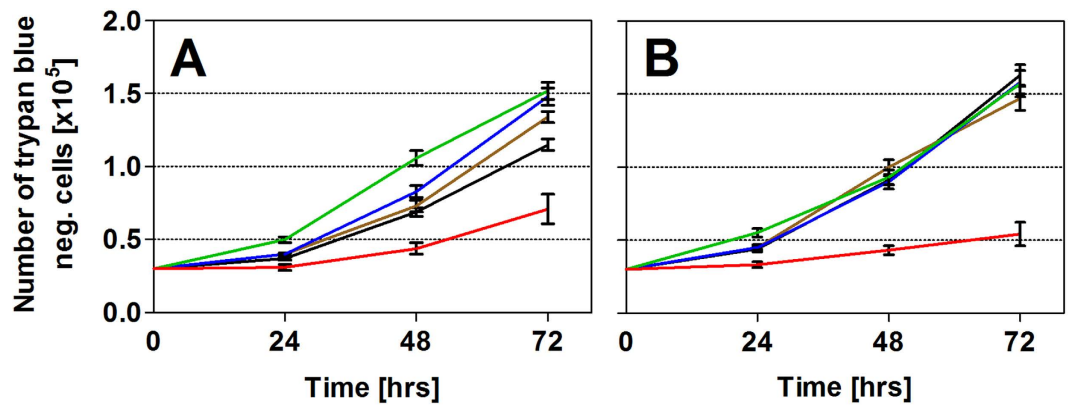 Number of trypan blue
neg. cells [x10⁵]
2.0
1.5
1.0
0.5
0.0
A
B
0 24 48 72
0 24 48 72
Time [hrs]
Time [hrs]